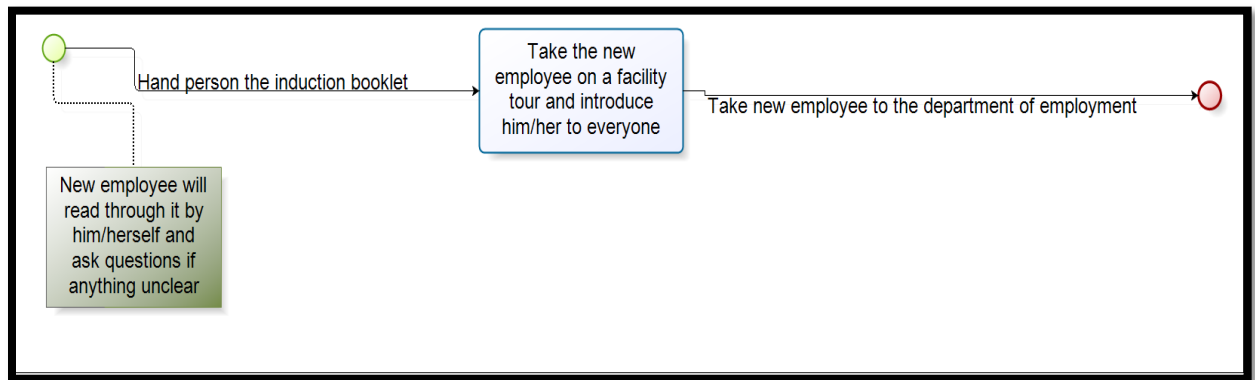 Hand person the induction booklet
Take the new
employee on a facility
tour and introduce
him/her to everyone
Take new employee to the department of employment
New employee will
read through it by
him/herself and
ask questions if
anything unclear